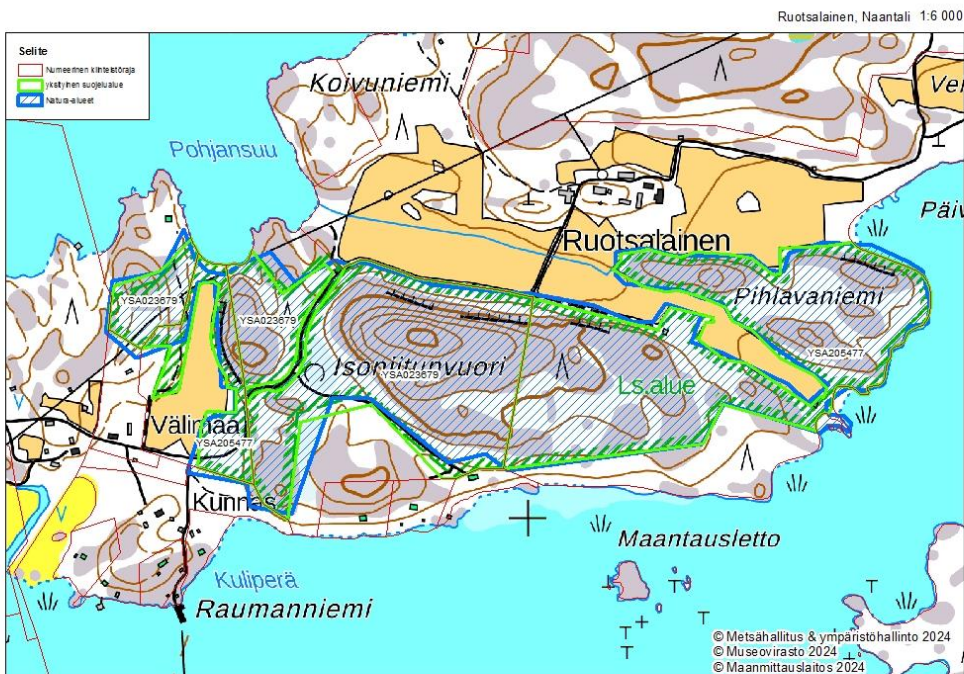 Ruotsalainen, Naantali 1:6 000
Selite
Numeerinen kiinteistöraja
yksityinen suojelualue
Natura-alueet
Koivuniemi
Pohjansuu
Ruotsalainen
YSA023679
YSA023679
Pihlavaniemi
YSA205477
Isoniitunvuori
YSA023679
Ls.alue
Välimaa
YSA205477
Kunnas
Maantausletto
Kuliperä
Raumanniemi
© Metsähallitus & ympäristöhallinto 2024
© Museovirasto 2024
© Maanmittauslaitos 2024